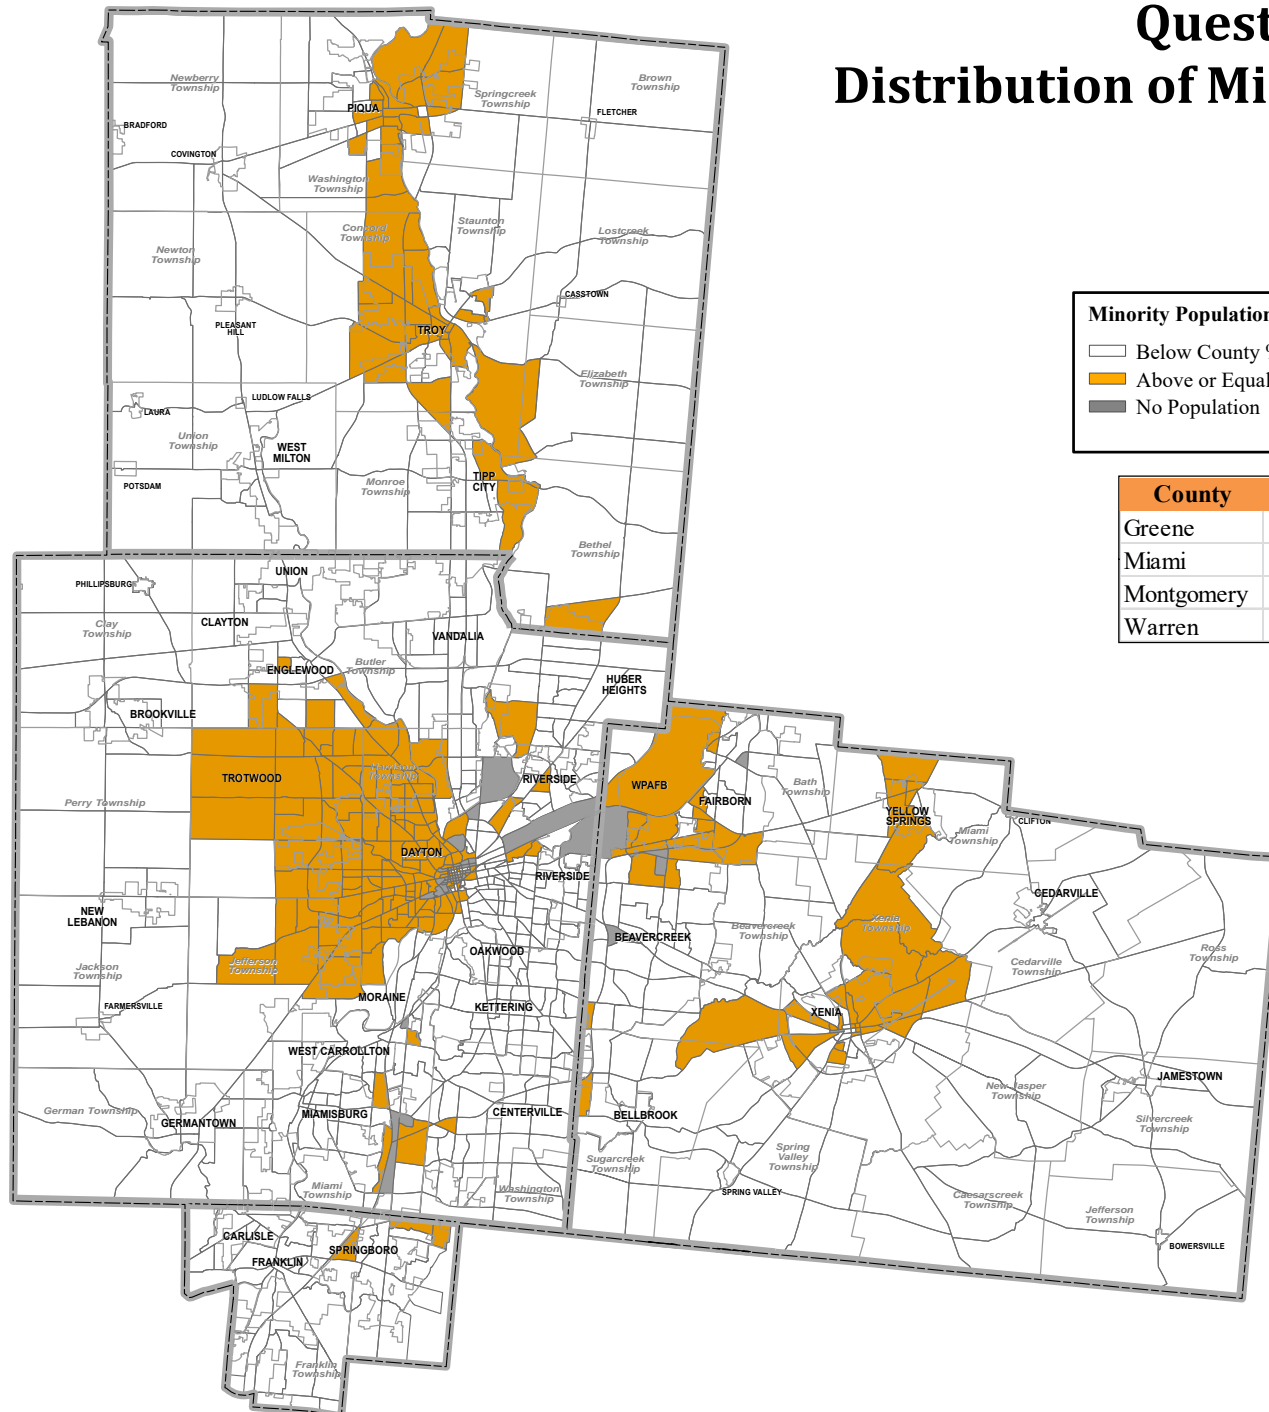 Quest
Distribution of Mi
Newberry
Township
Brown
Township
Springcreek
Township
PIQUA
FLETCHER
BRADFORD
COVINGTON
Washington
Township
Concord
Township
Staunton
Township
Lostcreek
Township
Newton
Township
CASSTOWN
PLEASANT
HILL
TROY
Minority Population
Below County %
Above or Equal
No Population
Elizabeth
Township
LUDLOW FALLS
LAURA
Union
Township
WEST
MILTON
POTSDAM
Monroe
Township
TIPP
CITY
County
Greene
Miami
Montgomery
Warren
Bethel
Township
UNION
PHILLIPSBURG
Clay
Township
CLAYTON
VANDALIA
ENGLEWOOD
Butler
Township
HUBER
HEIGHTS
BROOKVILLE
TROTWOOD
Harrison
Township
RIVERSIDE
WPAFB
FAIRBORN
Bath
Township
Perry Township
YELLOW
SPRINGS
Miami
Township
CLIFTON
DAYTON
RIVERSIDE
CEDARVILLE
NEW
LEBANON
Xenia
Township
BEAVERCREEK
Beavercreek
Township
OAKWOOD
Ross
Township
Jackson
Township
Jefferson
Township
Cedarville
Township
FARMERSVILLE
MORAINE
KETTERING
XENIA
WEST CARROLLTON
JAMESTOWN
New Jasper
Township
German Township
GERMANTOWN
MIAMISBURG
CENTERVILLE
BELLBROOK
Silvercreek
Township
Sugarcreek
Township
Spring
Valley
Township
Miami
Township
Washington
Township
SPRING VALLEY
Caesarscreek
Township
Jefferson
Township
CARLISLE
FRANKLIN
SPRINGBORO
BOWERSVILLE
Franklin
Township